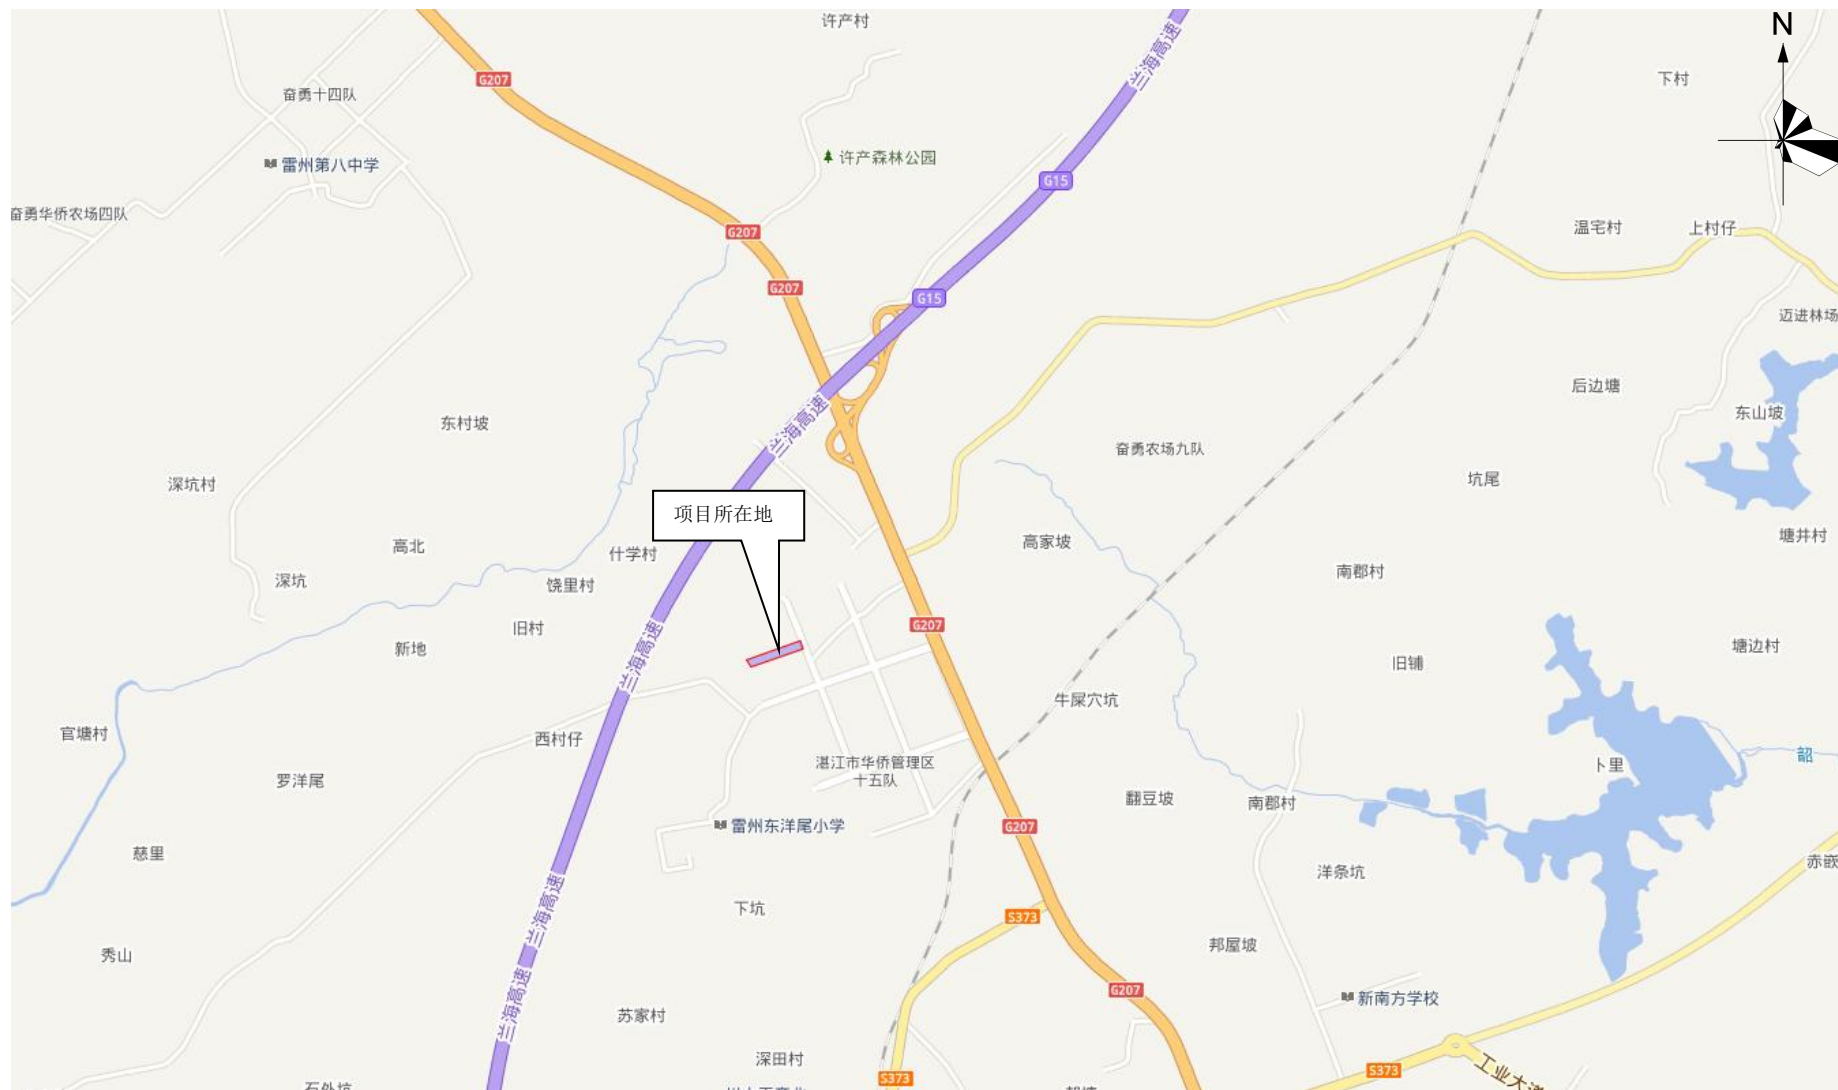 许产村
N
兰海高速
下村
G207
奋勇十四队
雷州第八中学
许产森林公园
G15
奋勇华侨农场四队
G207
温宅村
上村仔
G207
G15
迈进林场
后边塘
东山坡
兰海高速
东村坡
奋勇农场九队
坑尾
深坑村
项目所在地
塘井村
高北
什学村
高家坡
南郡村
深坑
饶里村
旧村
G207
新地
兰海高速
旧铺
塘边村
牛屎穴坑
官塘村
西村仔
湛江市华侨管理区
十五队
韶
卜里
罗洋尾
翻豆坡
南郡村
雷州东洋尾小学
G207
慈里
洋条坑
赤嵌
兰海高速
下坑
S373
邦屋坡
秀山
G207
新南方学校
兰海高速
苏家村
深田村
S373
S373
工业大道